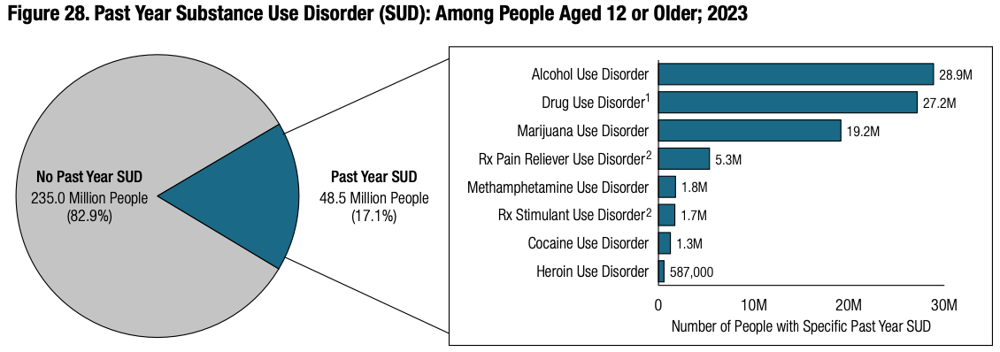 Figure 28. Past Year Substance Use Disorder (SUD): Among People Aged 12 or Older; 2023
No Past Year SUD
235.0 Million People
(82.9%)
Past Year SUD
48.5 Million People
(17.1%)
Alcohol Use Disorder 28.9M
Drug Use Disorder¹ 27.2M
Marijuana Use Disorder 19.2M
Rx Pain Reliever Use Disorder² 5.3M
Methamphetamine Use Disorder 1.8M
Rx Stimulant Use Disorder² 1.7M
Cocaine Use Disorder 1.3M
Heroin Use Disorder 587,000
0 10M 20M 30M
Number of People with Specific Past Year SUD